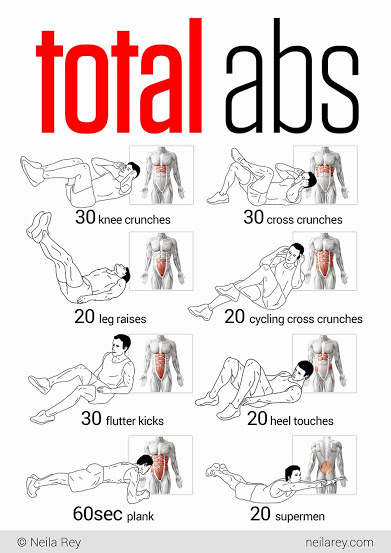 total abs
30 knee crunches
30 cross crunches
20 leg raises
20 cycling cross crunches
30 flutter kicks
20 heel touches
60sec plank
20 supermen
© Neila Rey
neilarey.com